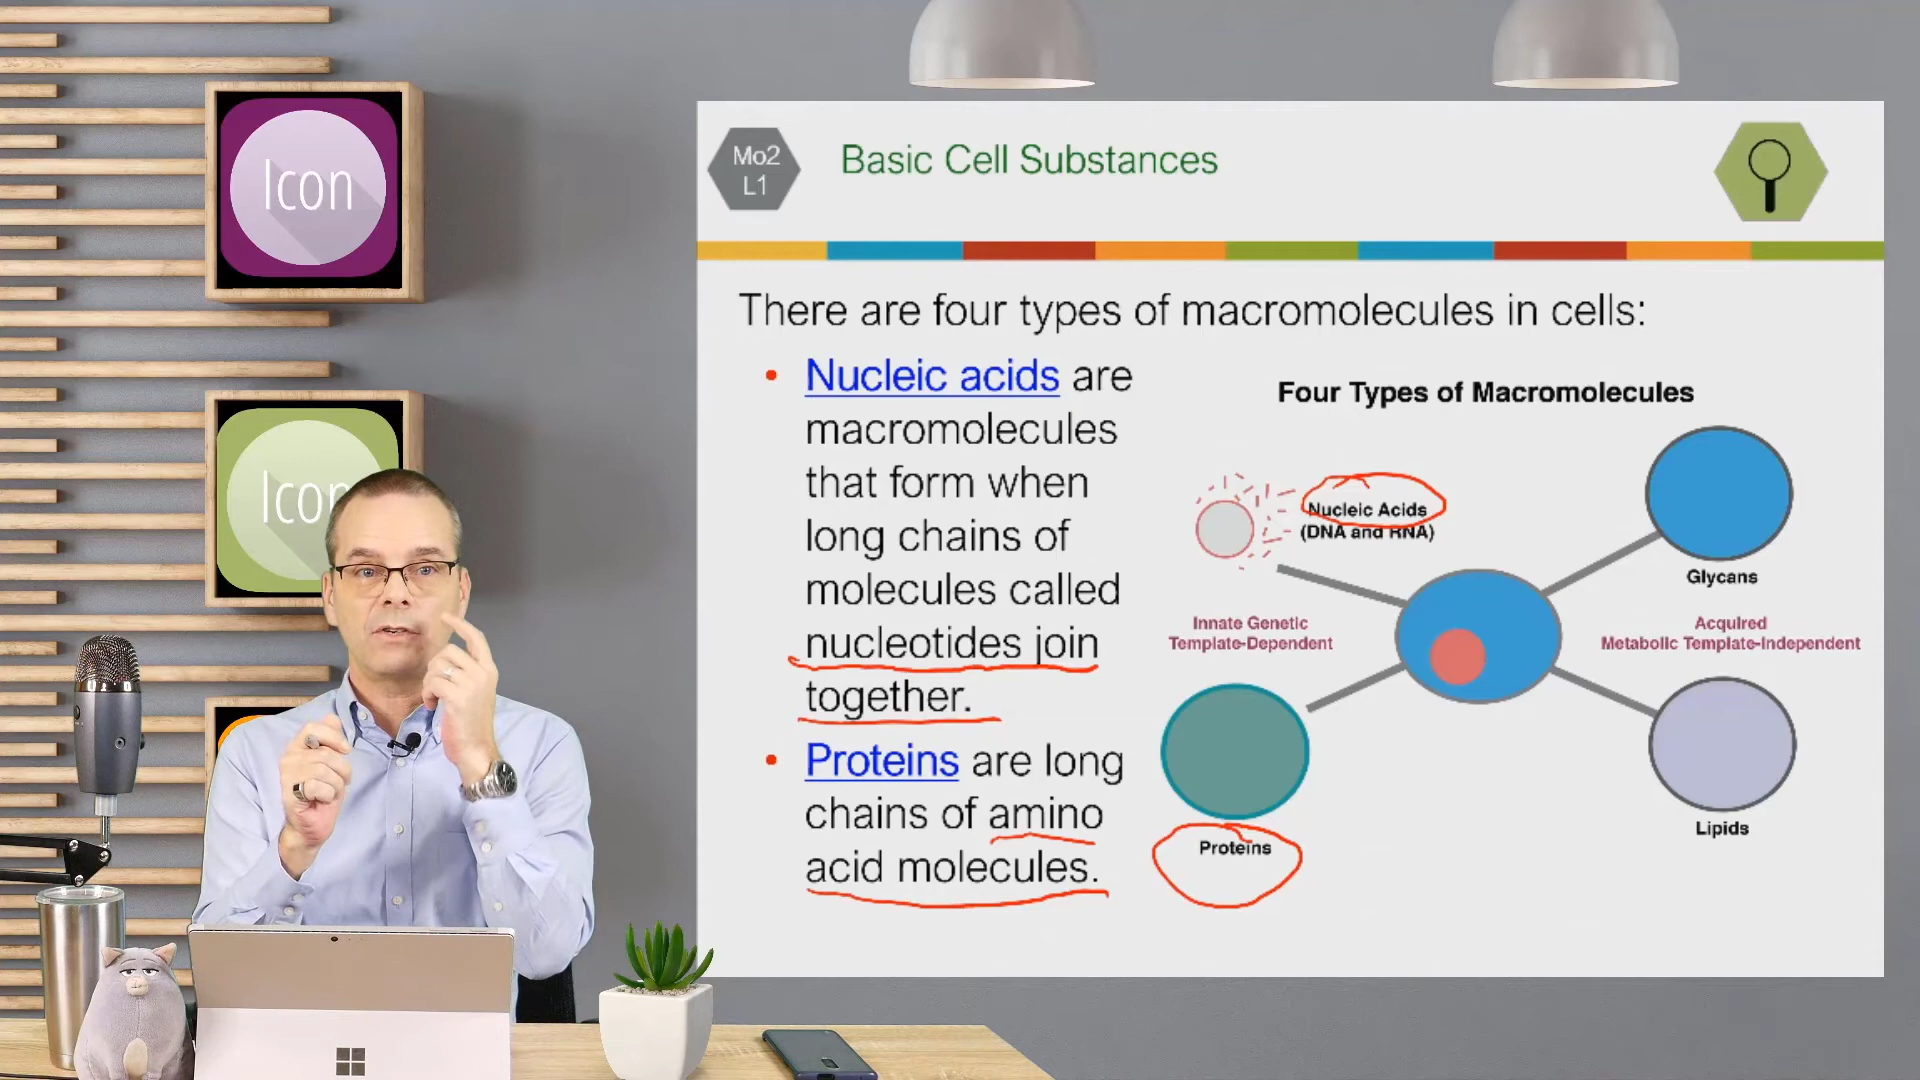 Icon
Icon
Mo2
L1
Basic Cell Substances
There are four types of macromolecules in cells:
• Nucleic acids are
macromolecules
that form when
long chains of
molecules called
nucleotides join
together.
• Proteins are long
chains of amino
acid molecules.
Four Types of Macromolecules
Nucleic Acids
(DNA and RNA)
Glycans
Innate Genetic
Template-Dependent
Acquired
Metabolic Template-Independent
Proteins
Lipids